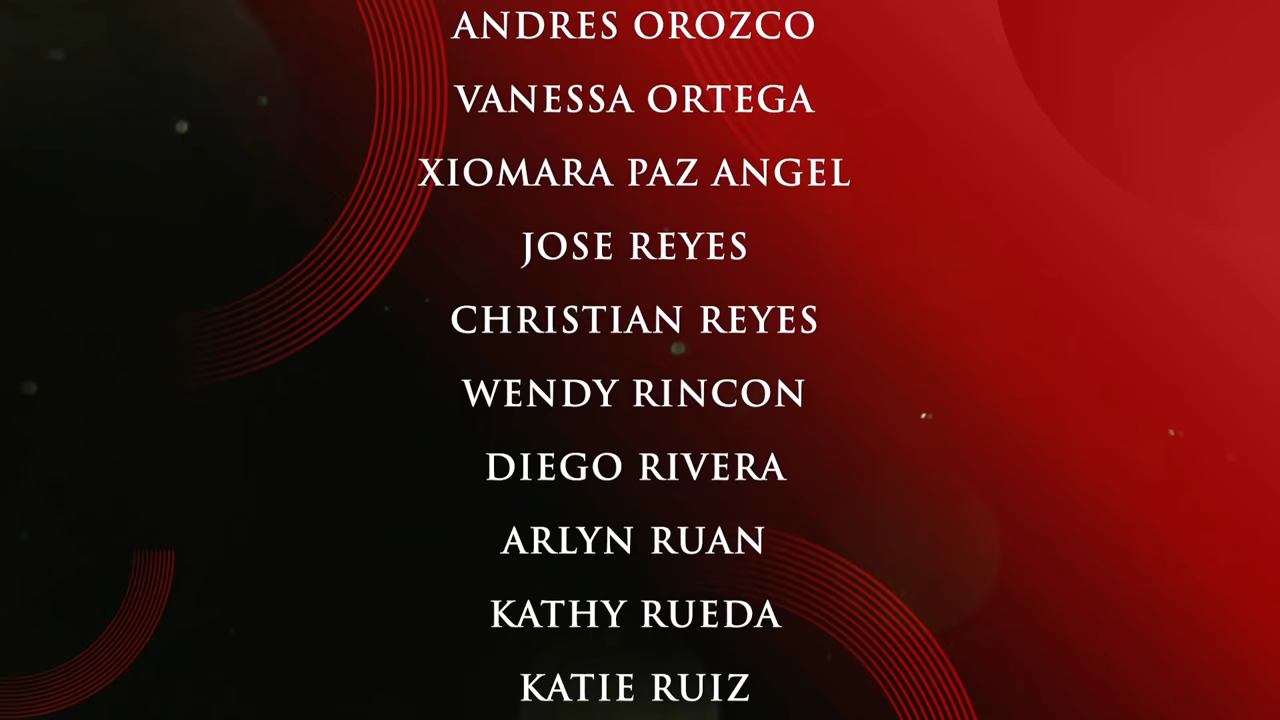 ANDRES OROZCO
VANESSA ORTEGA
XIOMARA PAZ ANGEL
JOSE REYES
CHRISTIAN REYES
WENDY RINCON
DIEGO RIVERA
ARLYN RUAN
KATHY RUEDA
KATIE RUIZ